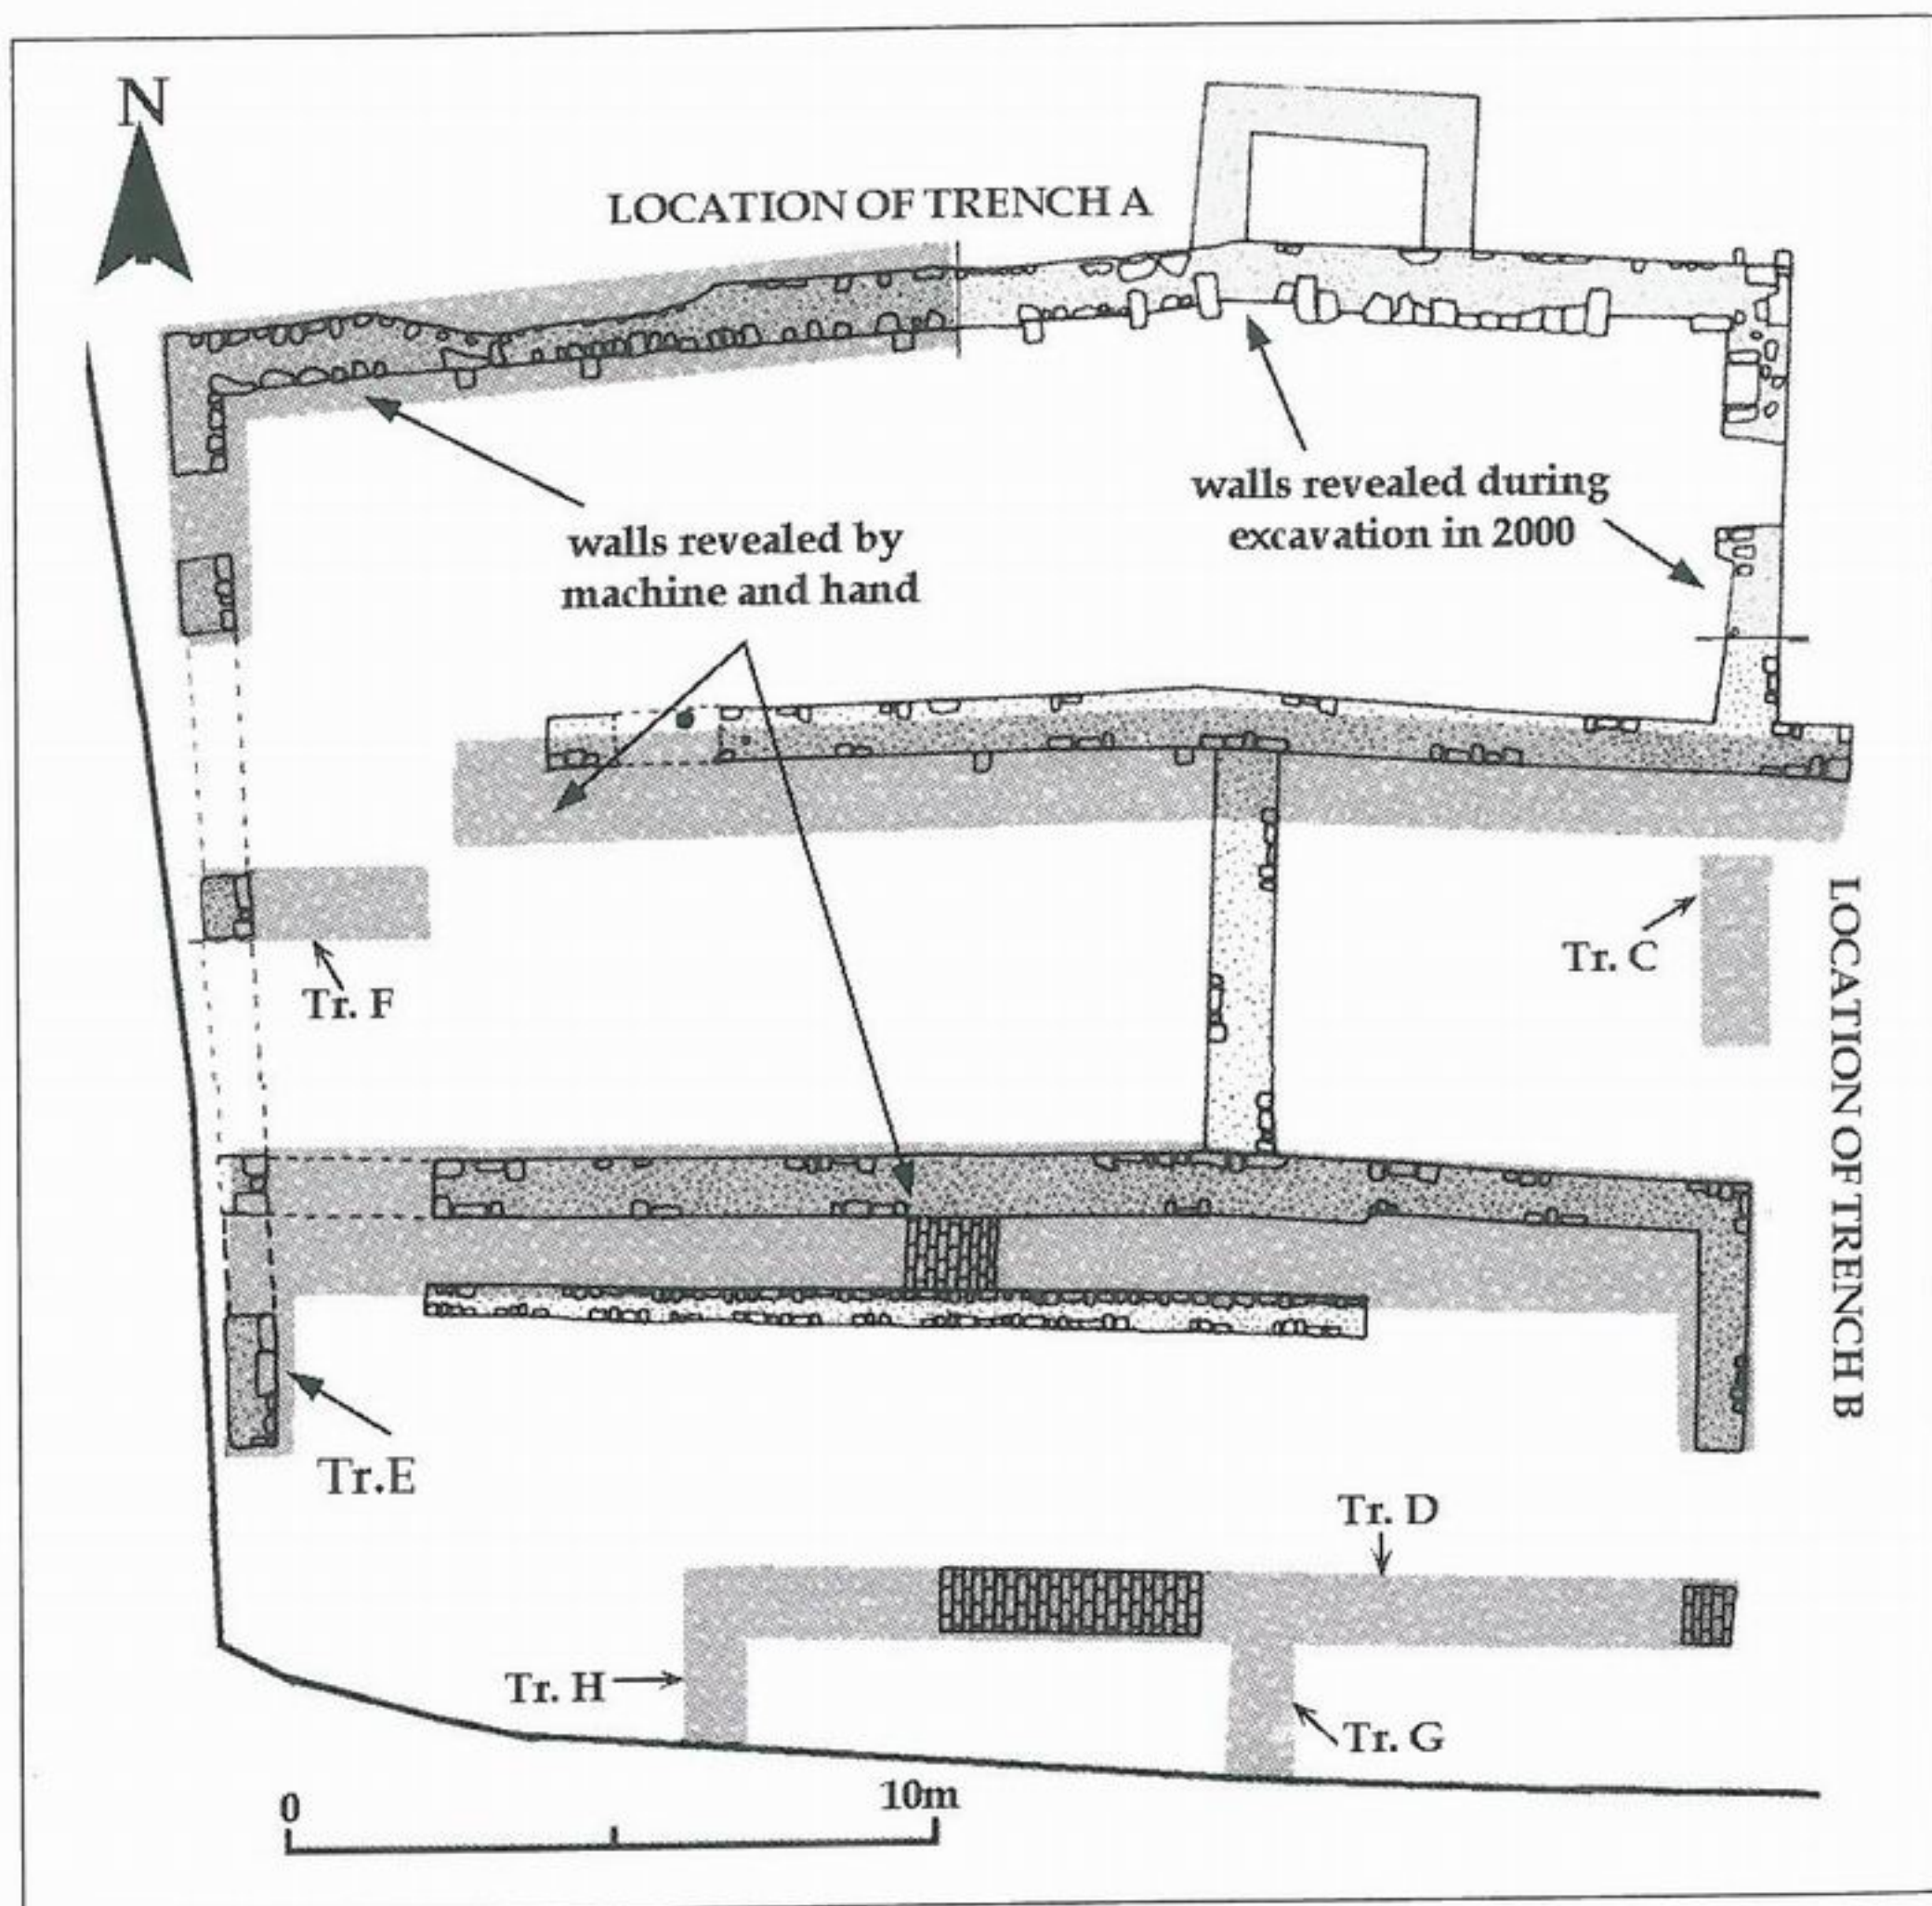 N
LOCATION OF TRENCH A
walls revealed during
excavation in 2000
walls revealed by
machine and hand
Tr. C
Tr. F
LOCATION OF TRENCH B
Tr.E
Tr. D
Tr. H
Tr. G
0
10m